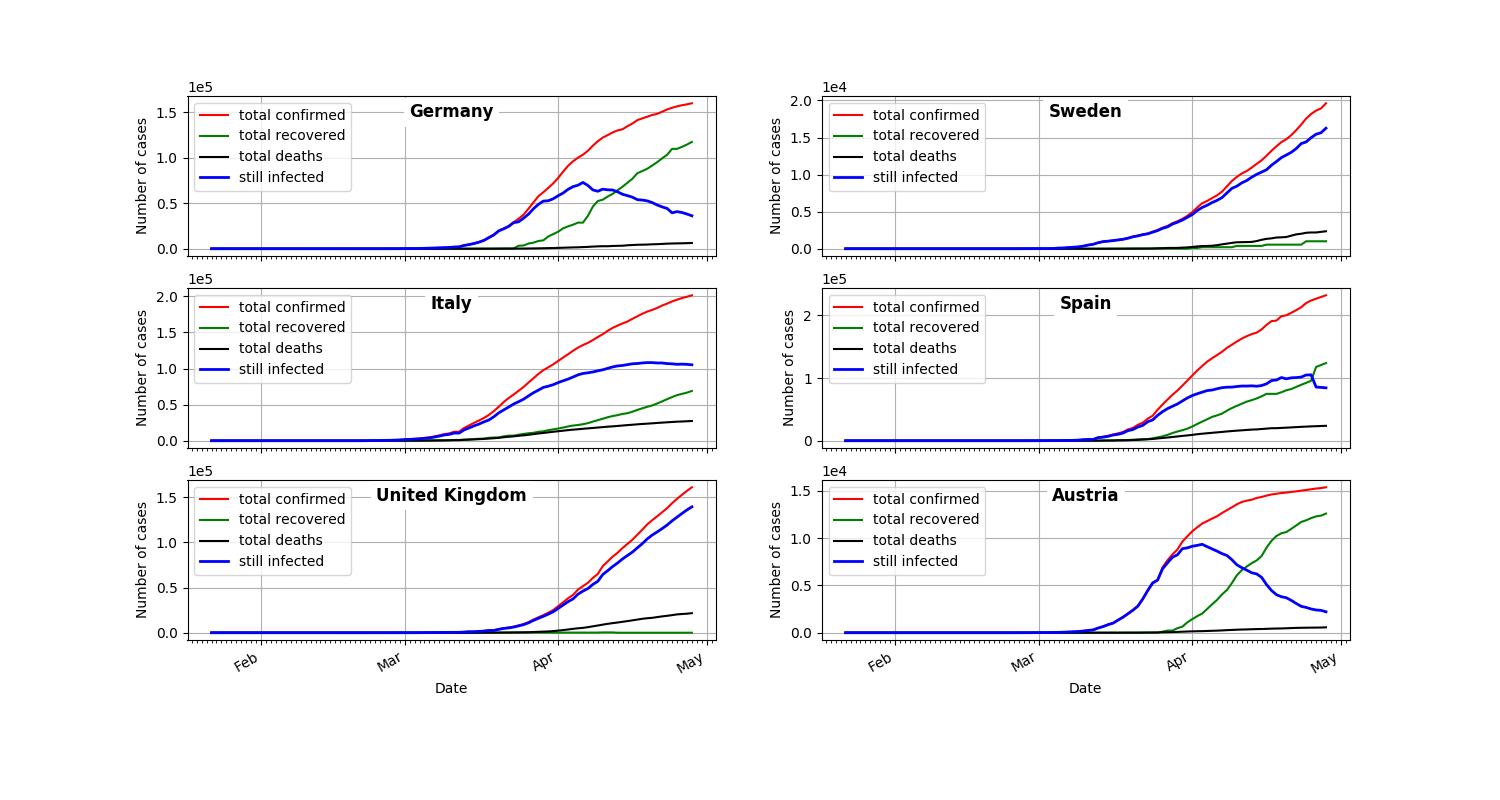 1e5
Germany
Number of cases
1.5
1.0
0.5
0.0
total confirmed
total recovered
total deaths
still infected
1e4
Sweden
Number of cases
2.0
1.5
1.0
0.5
0.0
total confirmed
total recovered
total deaths
still infected
1e5
Italy
Number of cases
2.0
1.5
1.0
0.5
0.0
total confirmed
total recovered
total deaths
still infected
1e5
Spain
Number of cases
2
1
0
total confirmed
total recovered
total deaths
still infected
1e5
United Kingdom
Number of cases
1.5
1.0
0.5
0.0
total confirmed
total recovered
total deaths
still infected
Feb
Mar
Apr
May
Date
1e4
Austria
Number of cases
1.5
1.0
0.5
0.0
total confirmed
total recovered
total deaths
still infected
Feb
Mar
Apr
May
Date